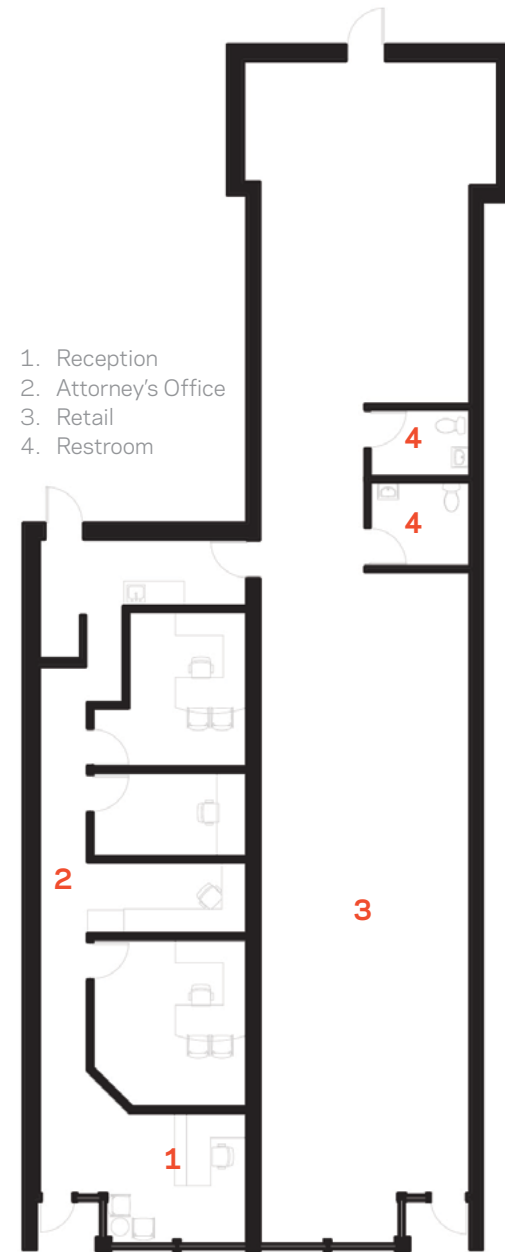 1. Reception
2. Attorney’s Office
3. Retail
4. Restroom
4
4
2
3
1